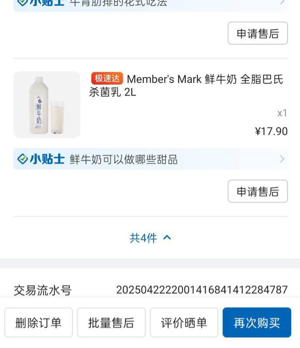 小贴士 牛肯肋排的花式吃法
申请售后
极速达 Member's Mark 鲜牛奶 全脂巴氏
杀菌乳 2L
x1
¥17.90
小贴士 鲜牛奶可以做哪些甜品
申请售后
共4件
交易流水号 2025042222001416841412284787
删除订单 批量售后 评价晒单 再次购买